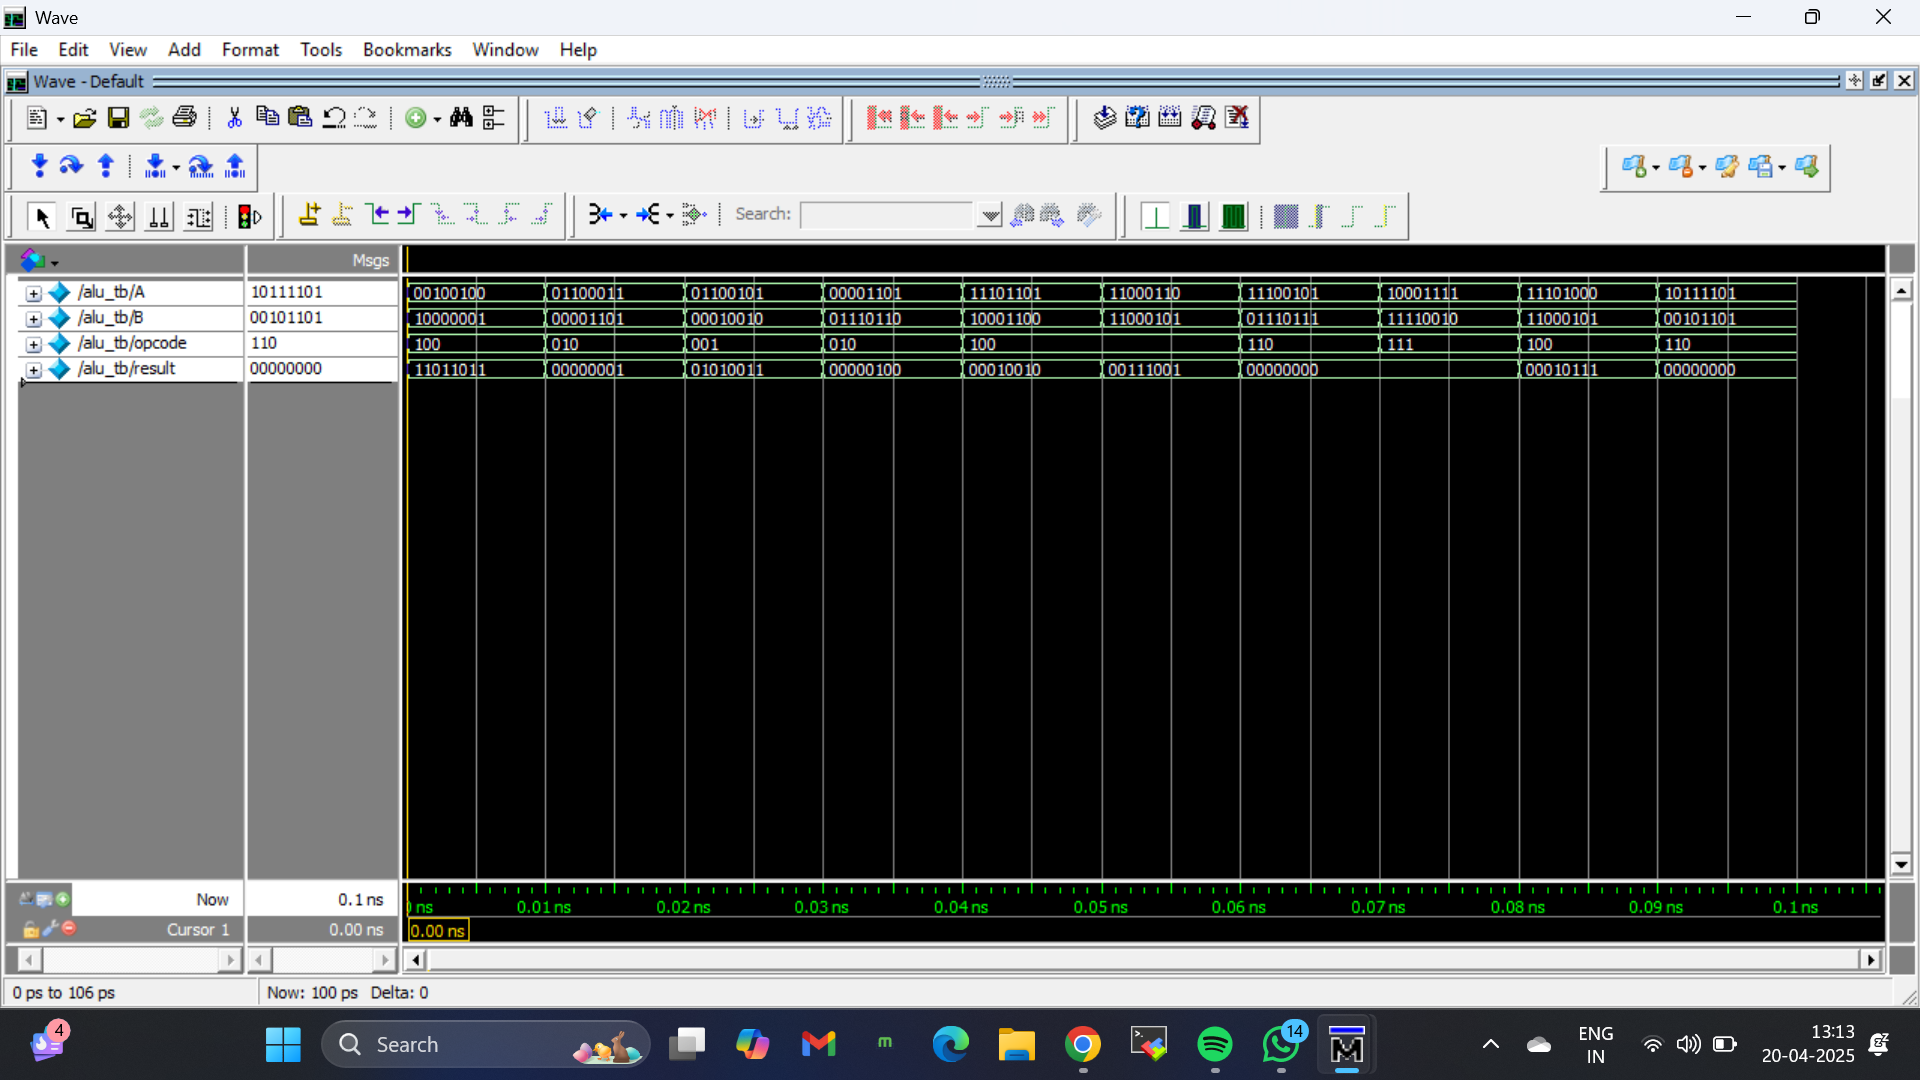 Wave
File Edit View Add Format Tools Bookmarks Window Help
Wave - Default
Search:
Msgs
/alu_tb/A 10111101 00100100 01100011 01100101 00001101 11101101 11000110 11100101 10001111 11101000 10111101
/alu_tb/B 00101101 10000001 00001101 00010010 01110110 10001100 11000101 01110111 11110010 11000101 00101101
/alu_tb/opcode 110 100 010 001 010 100 110 111 100 110
/alu_tb/result 00000000 11011011 00000001 01010011 00000100 00010010 00111001 00000000 00010111 00000000
Now 0.1 ns ns 0.01 ns 0.02 ns 0.03 ns 0.04 ns 0.05 ns 0.06 ns 0.07 ns 0.08 ns 0.09 ns 0.1 ns
Cursor 1 0.00 ns 0.00 ns
0 ps to 106 ps Now: 100 ps Delta: 0
4 Search m 14 ENG IN 13:13
20-04-2025